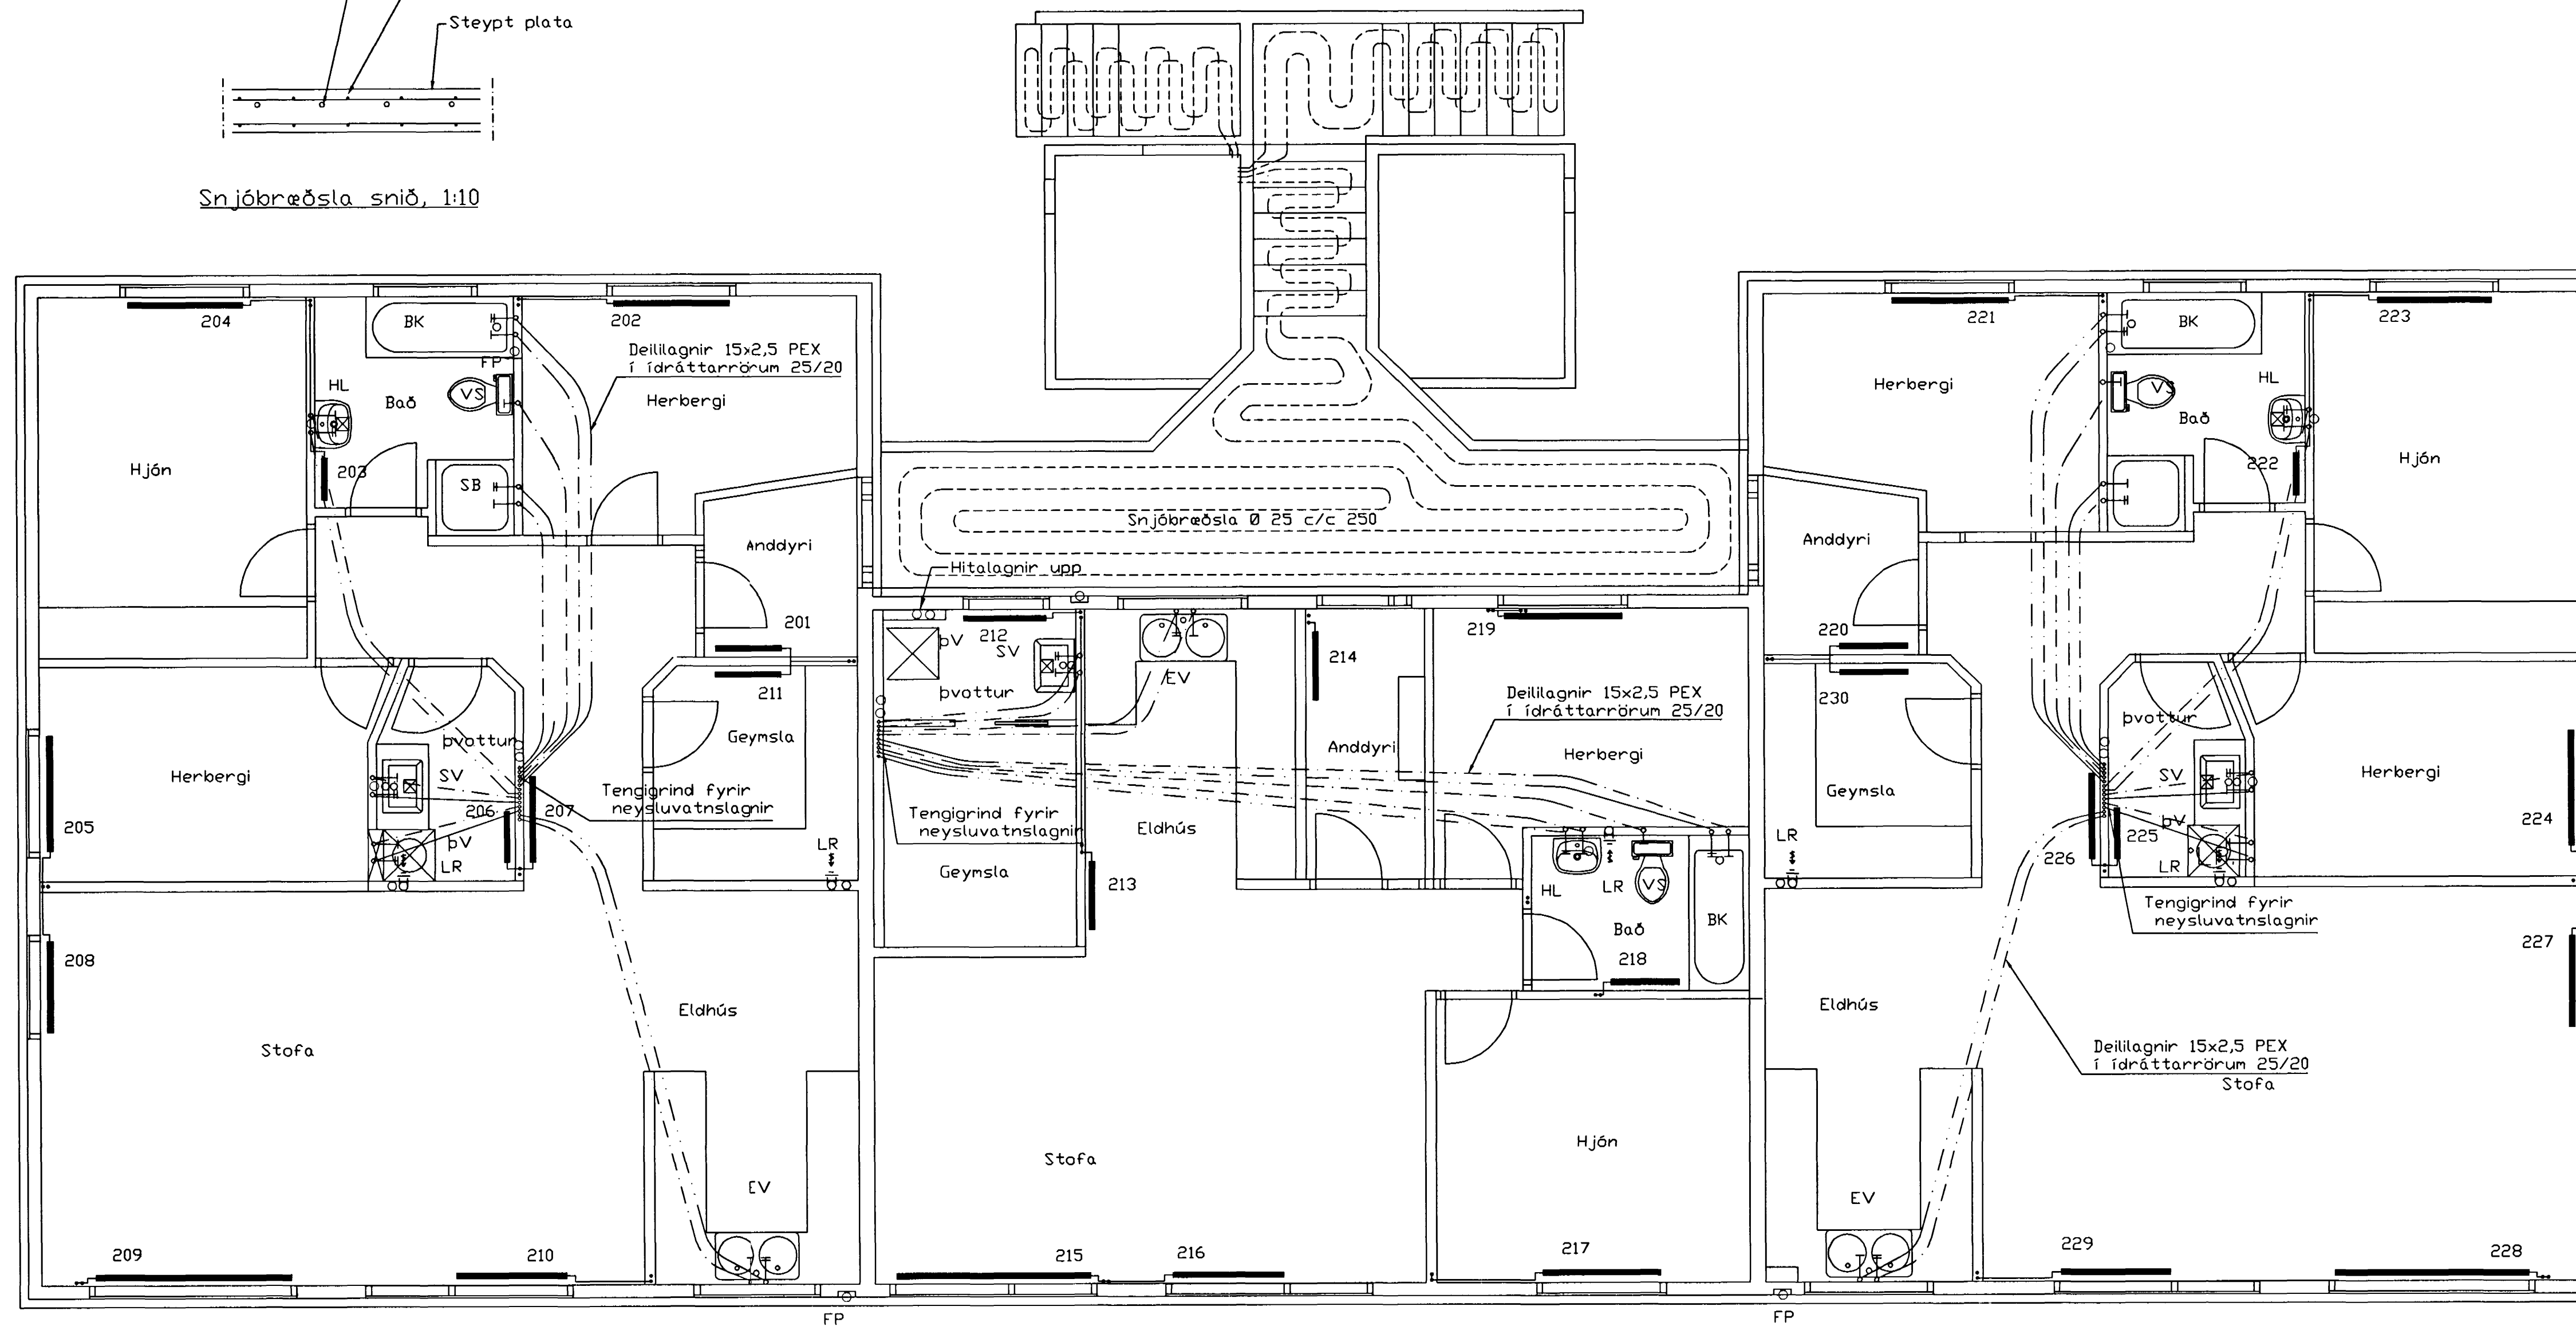 Steypt plata
Snjóbræðsla snið, 1:10
204
BK
202
FP
Deililagnir 15x2,5 PEX
í ídráttarrörum 25/20
HL
VS
Bað
Herbergi
Hjón
203
SB
Anddyri
201
211
Herbergi
þvottur
SV
206
207
Tengigrind fyrir
neysluvatnslagnir
Geymsla
205
þV
LR
LR
208
Stofa
Eldhús
EV
209
210
FP
Snjóbræðsla Ø 25 c/c 250
Hitalagnir upp
212
þV
SV
þvottur
EV
214
219
Deililagnir 15x2,5 PEX
í ídráttarrörum 25/20
Anddyri
Herbergi
Tengigrind fyrir
neysluvatnslagnir
Eldhús
Geymsla
213
HL
LR
VS
BK
Bað
218
Stofa
Hjón
215
216
217
221
BK
223
Herbergi
VS
HL
Bað
Hjón
222
Anddyri
220
230
þvottur
SV
Herbergi
Geymsla
þV
224
225
226
LR
LR
Tengigrind fyrir
neysluvatnslagnir
227
Eldhús
Deililagnir 15x2,5 PEX
í ídráttarrörum 25/20
Stofa
EV
229
228
FP